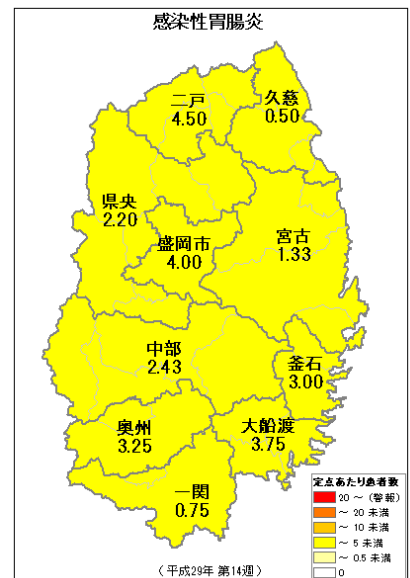 感染性胃腸炎
二戸
4.50
久慈
0.50
県央
2.20
盛岡市
4.00
宮古
1.33
中部
2.43
釜石
3.00
奥州
3.25
大船渡
3.75
一関
0.75
定点あたり患者数
20 ~ (警報)
~ 20 未満
~ 10 未満
~ 5 未満
~ 0.5 未満
0
(平成29年 第14週)